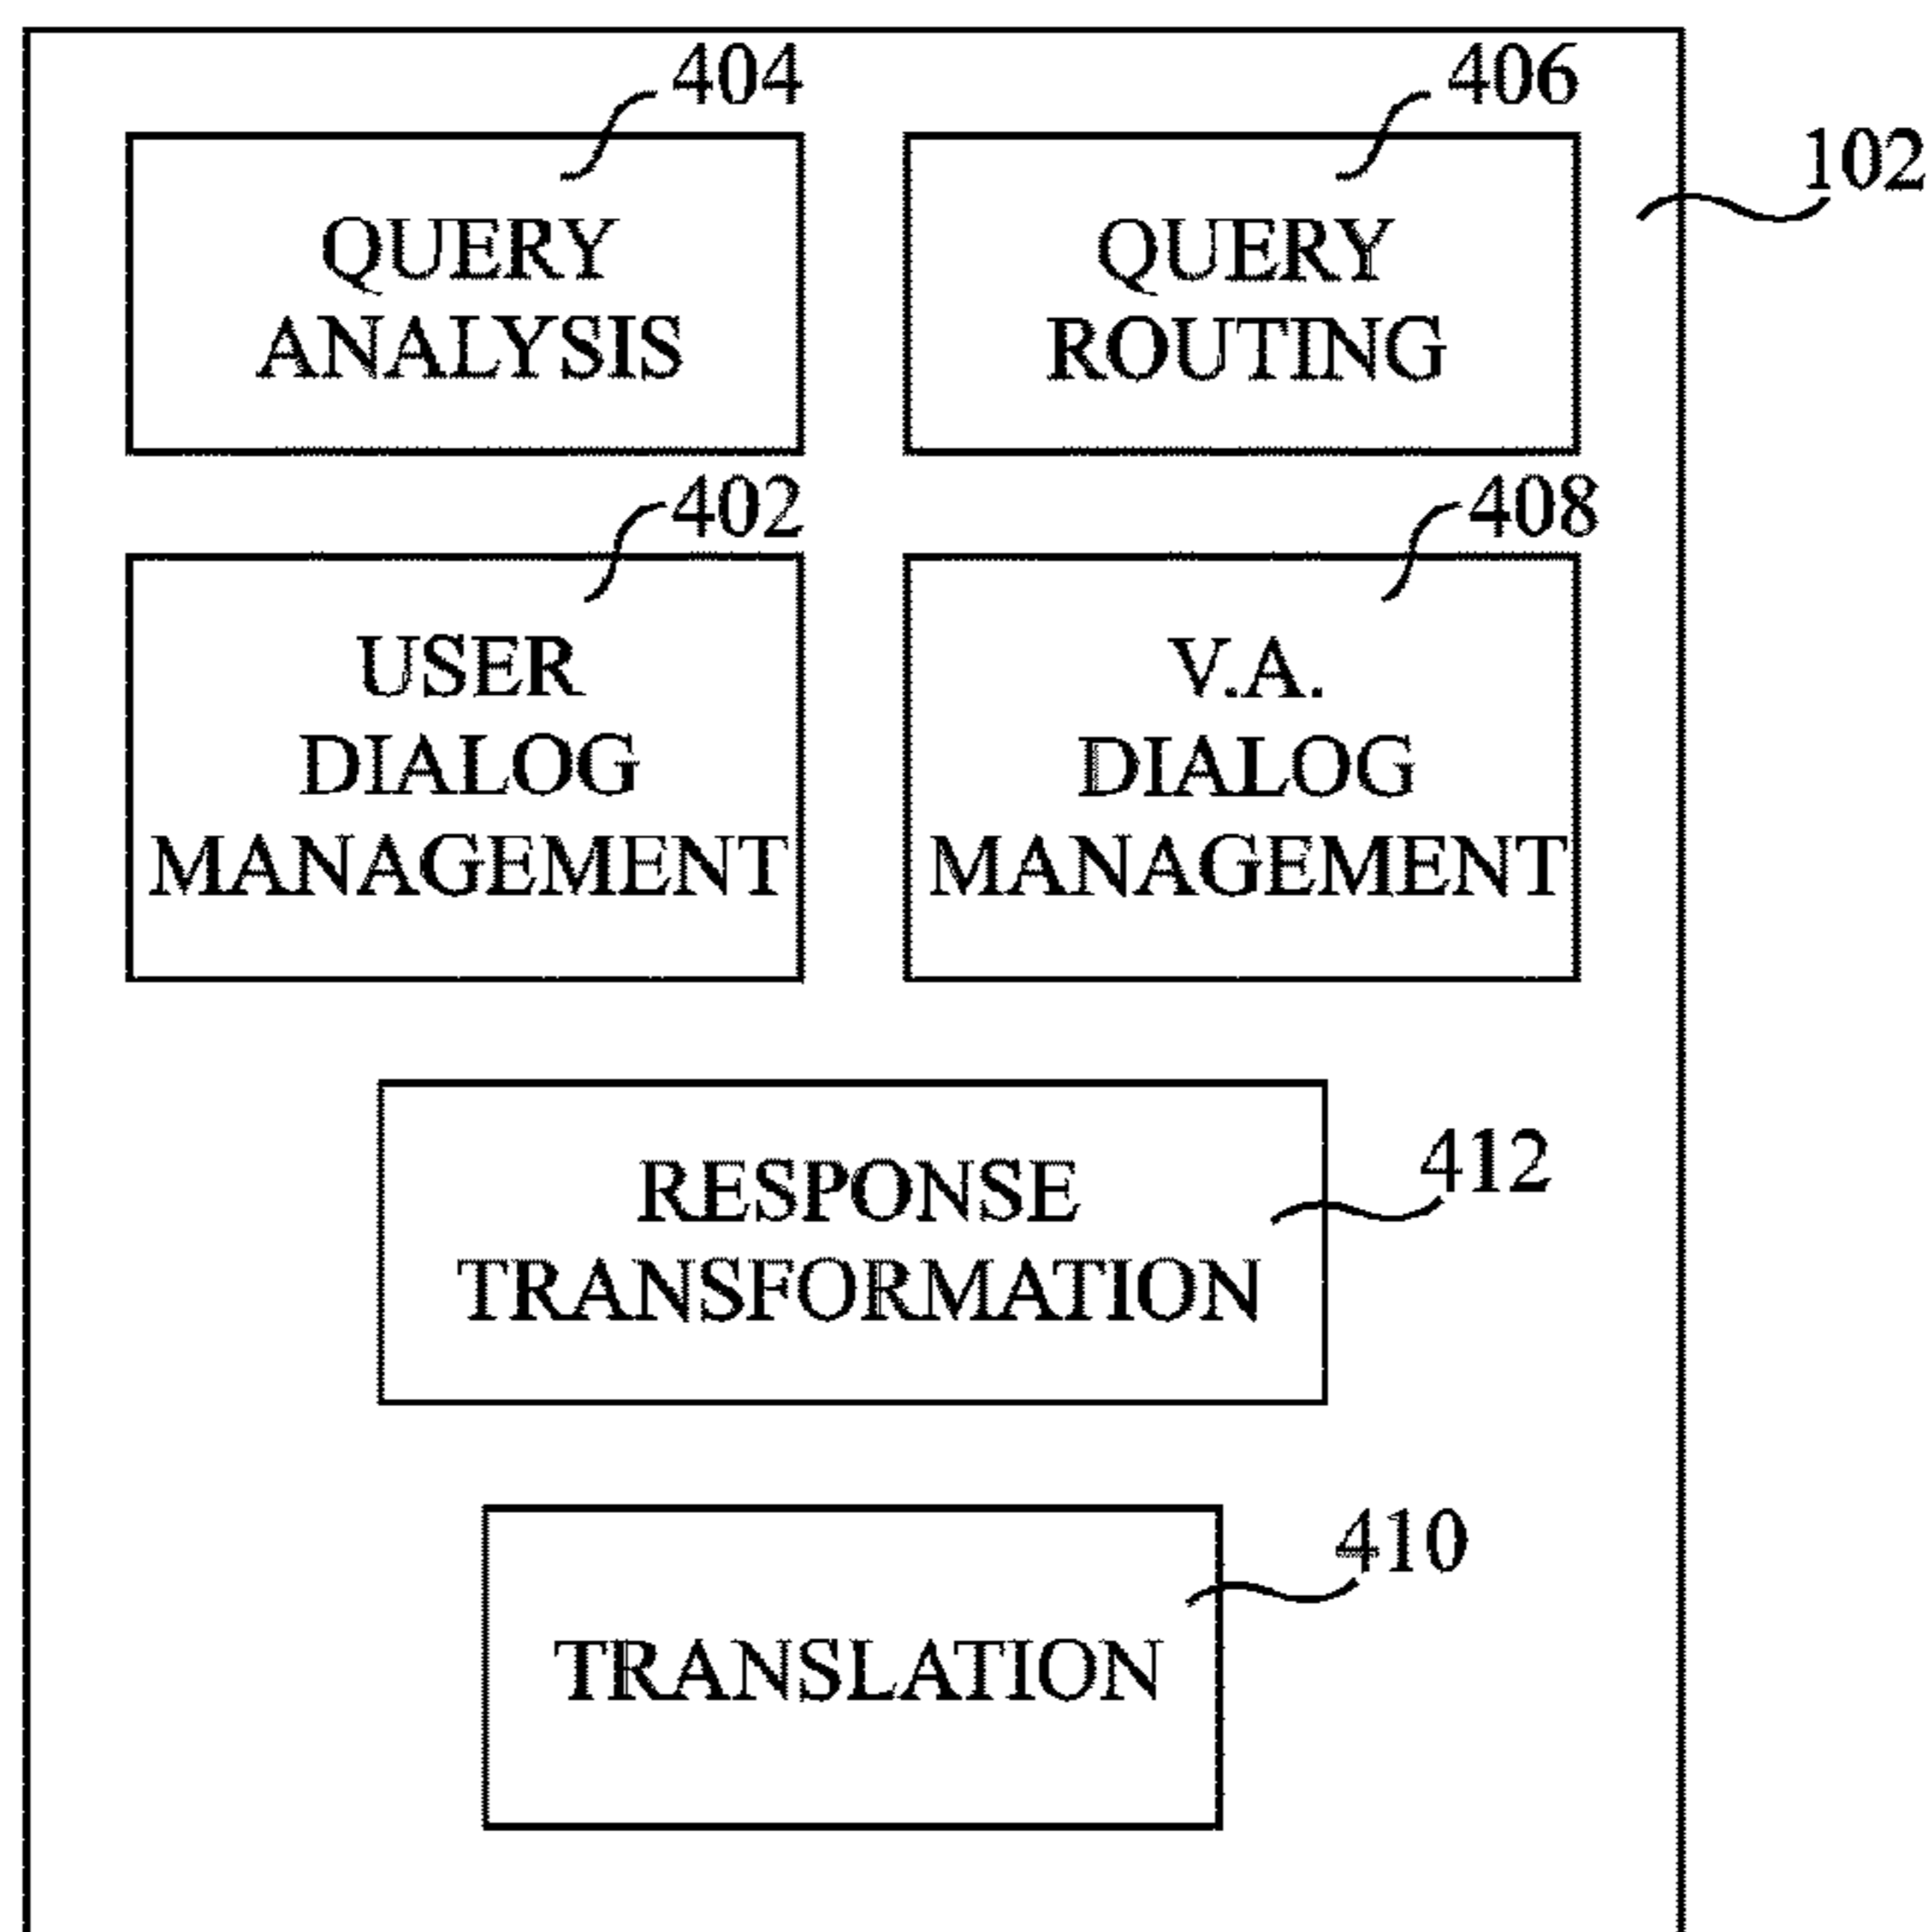 404
406
102
QUERY
ANALYSIS
QUERY
ROUTING
402
408
USER
DIALOG
MANAGEMENT
V.A.
DIALOG
MANAGEMENT
412
RESPONSE
TRANSFORMATION
410
TRANSLATION